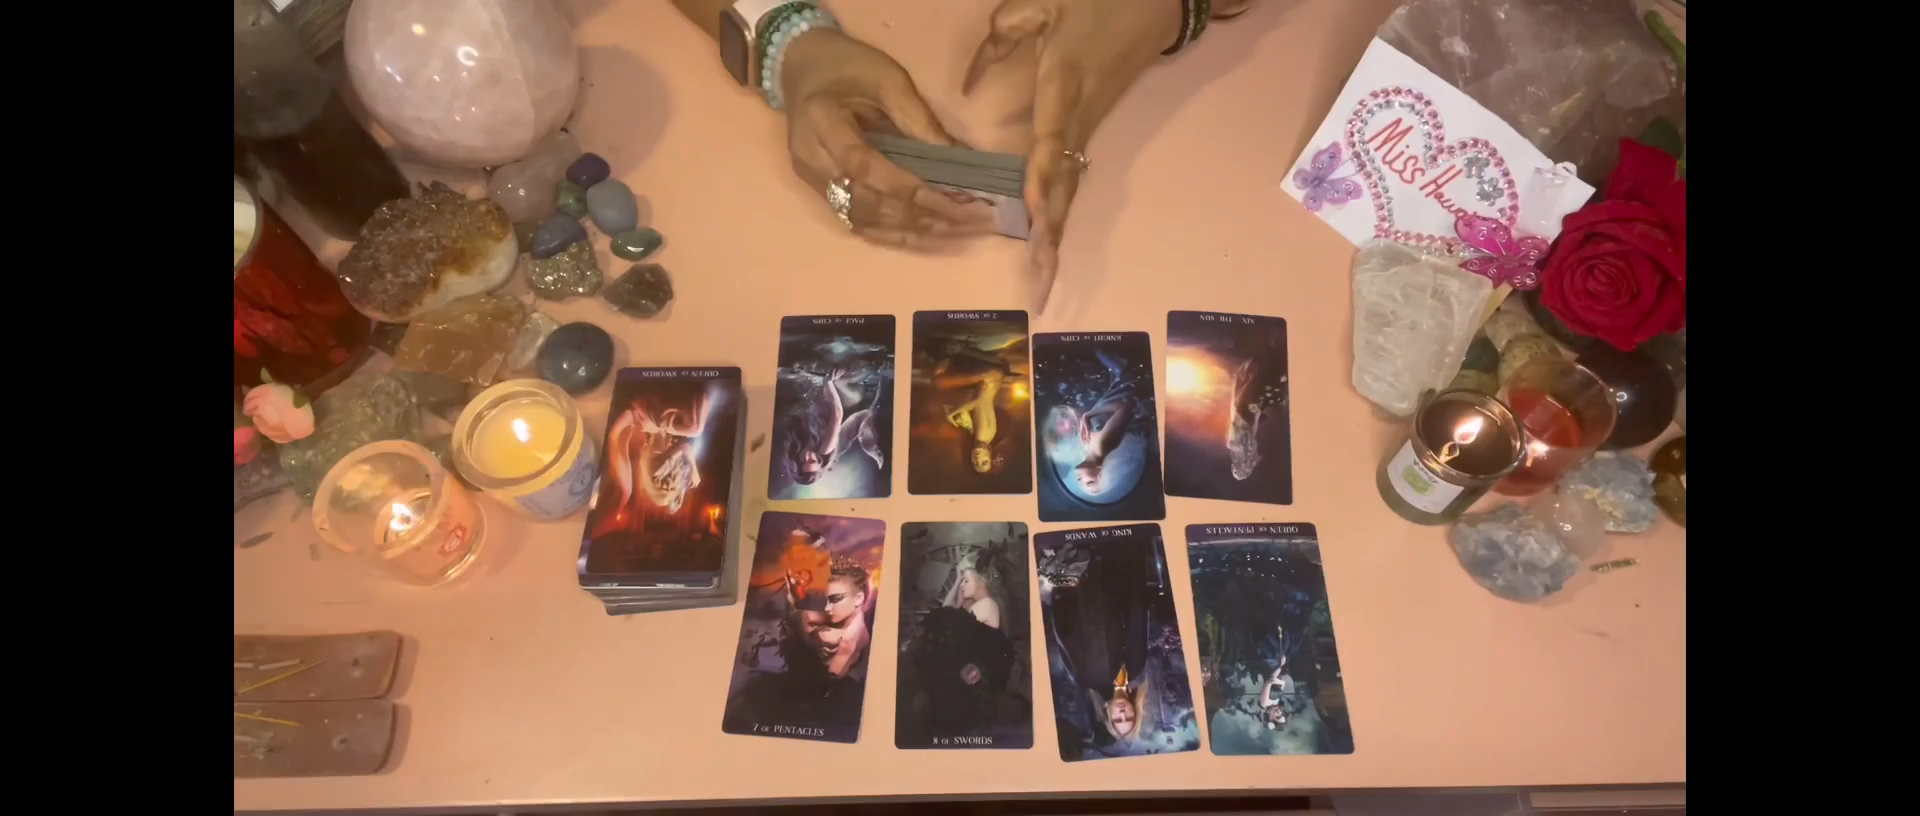 Miss
PAGE OF CUPS
2 OF SWORDS
KNIGHT OF CUPS
XIX THE SUN
QUEEN OF SWORDS
KING OF WANDS
QUEEN OF PENTACLES
7 OF PENTACLES
8 OF SWORDS